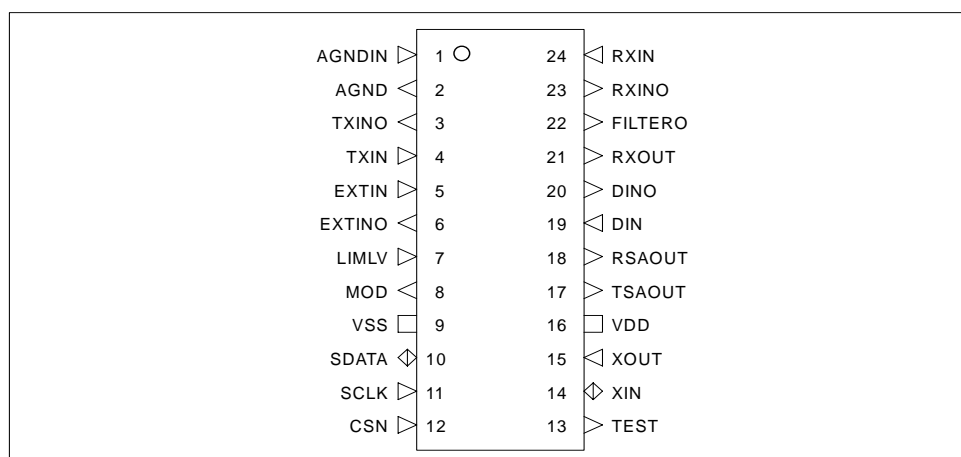 AGNDIN 1 24 RXIN
AGND 2 23 RXINO
TXINO 3 22 FILTERO
TXIN 4 21 RXOUT
EXTIN 5 20 DINO
EXTINO 6 19 DIN
LIMLV 7 18 RSAOUT
MOD 8 17 TSAOUT
VSS 9 16 VDD
SDATA 10 15 XOUT
SCLK 11 14 XIN
CSN 12 13 TEST